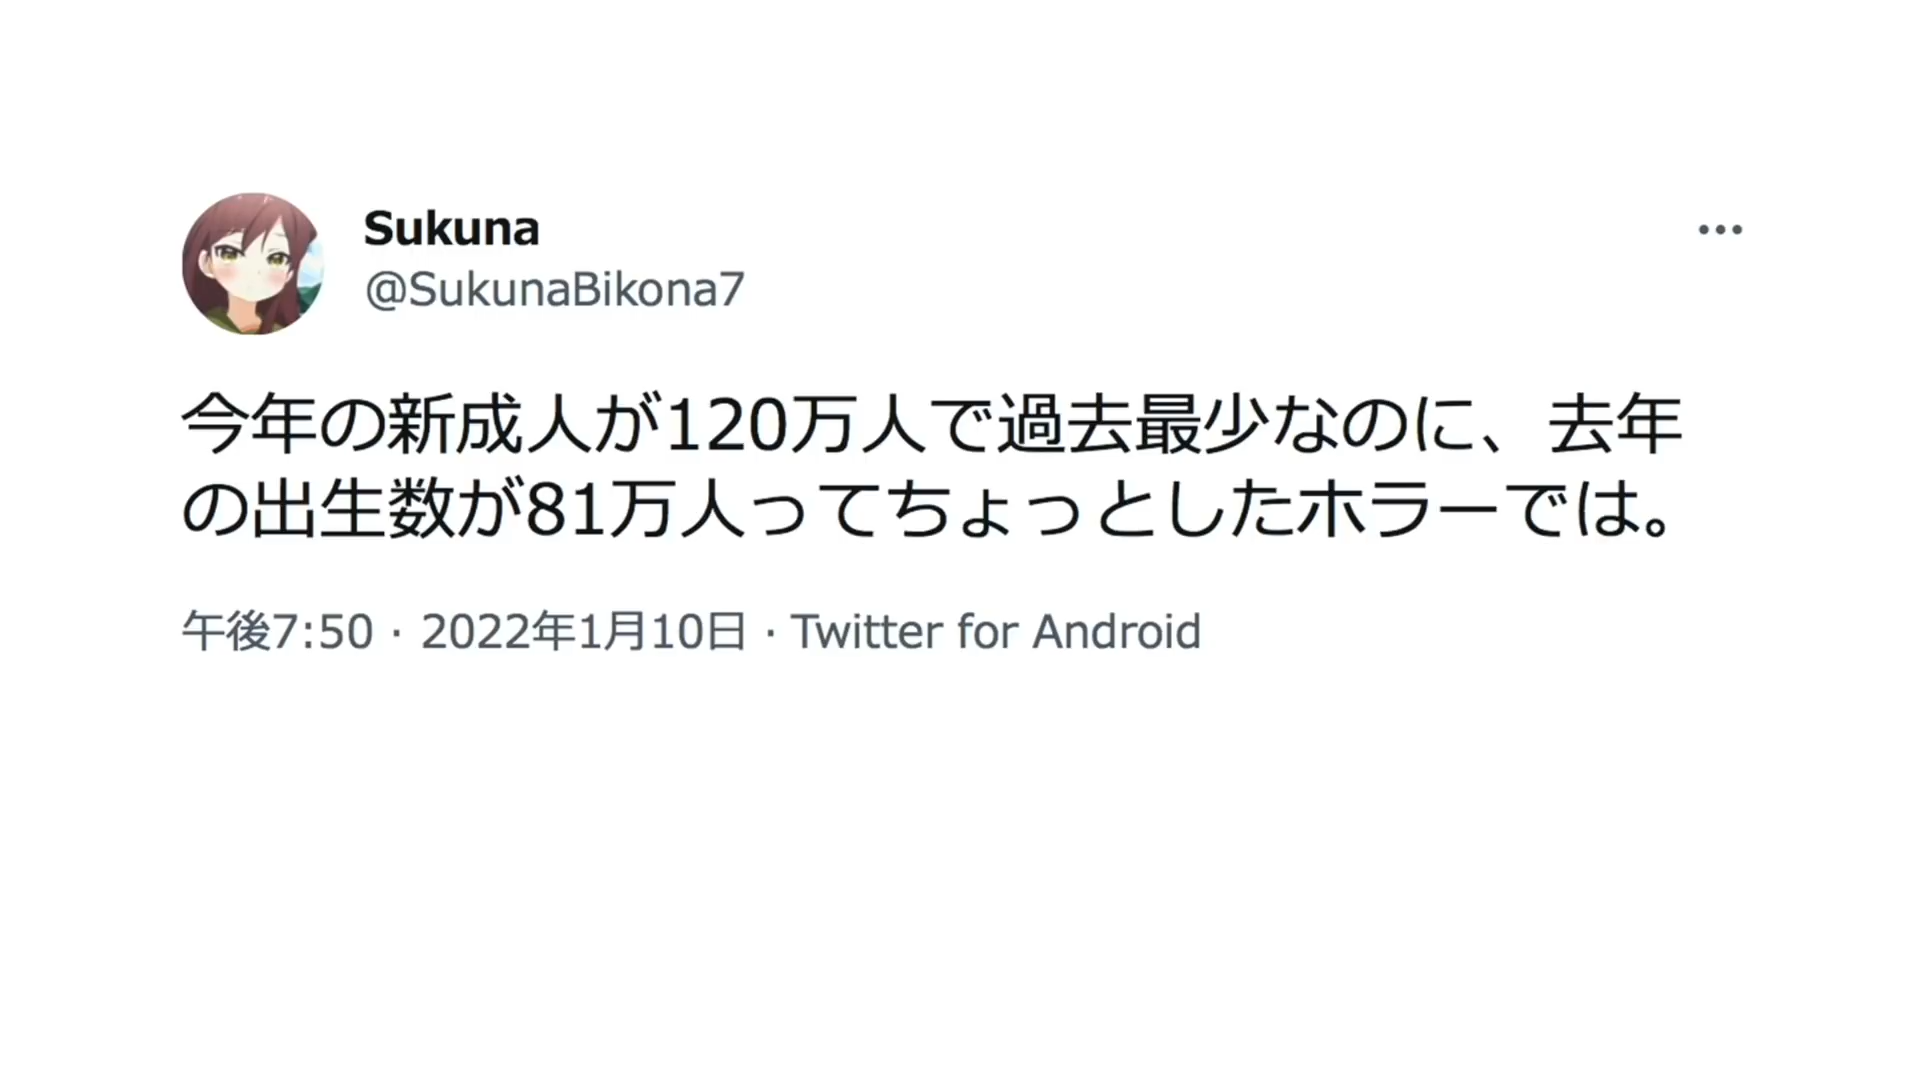 Sukuna
@SukunaBikona7
今年の新成人が120万人で過去最少なのに、去年
の出生数が81万人ってちょっとしたホラーでは。
午後7:50 · 2022年1月10日 · Twitter for Android